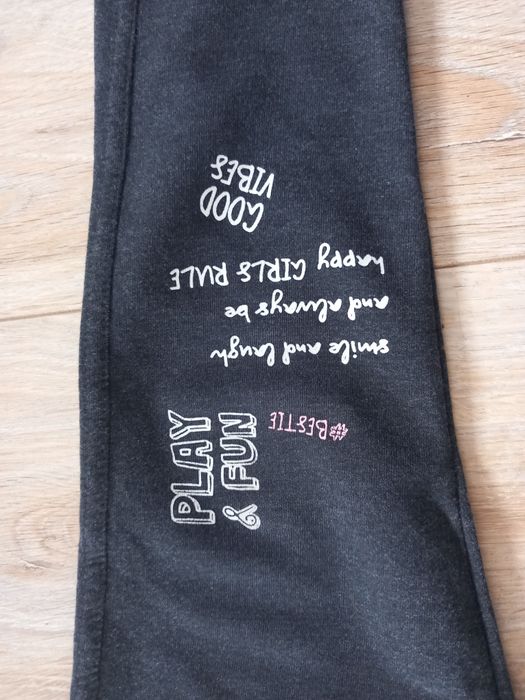 PLAY
& FUN
#BESTIE
smile and laugh
and always be
happy GIRLS RULE
GOOD
VIBES